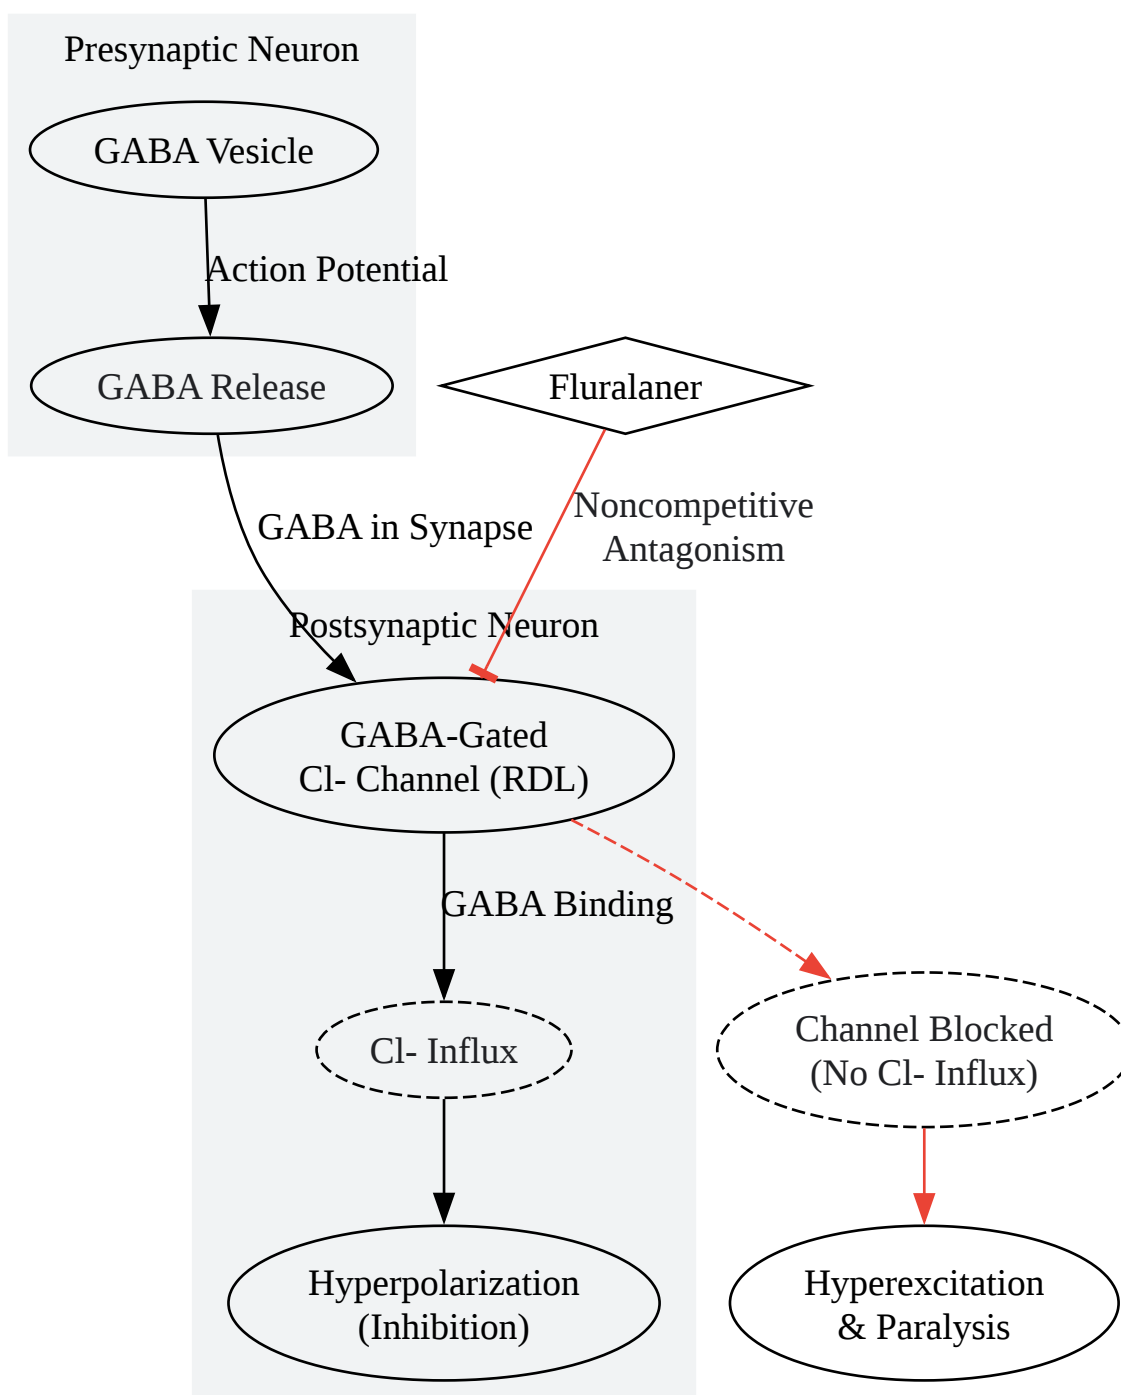 Presynaptic Neuron
GABA Vesicle
Action Potential
GABA Release
Fluralaner
Noncompetitive
Antagonism
GABA in Synapse
Postsynaptic Neuron
GABA-Gated
Cl- Channel (RDL)
GABA Binding
Cl- Influx
Channel Blocked
(No Cl- Influx)
Hyperpolarization
(Inhibition)
Hyperexcitation
& Paralysis